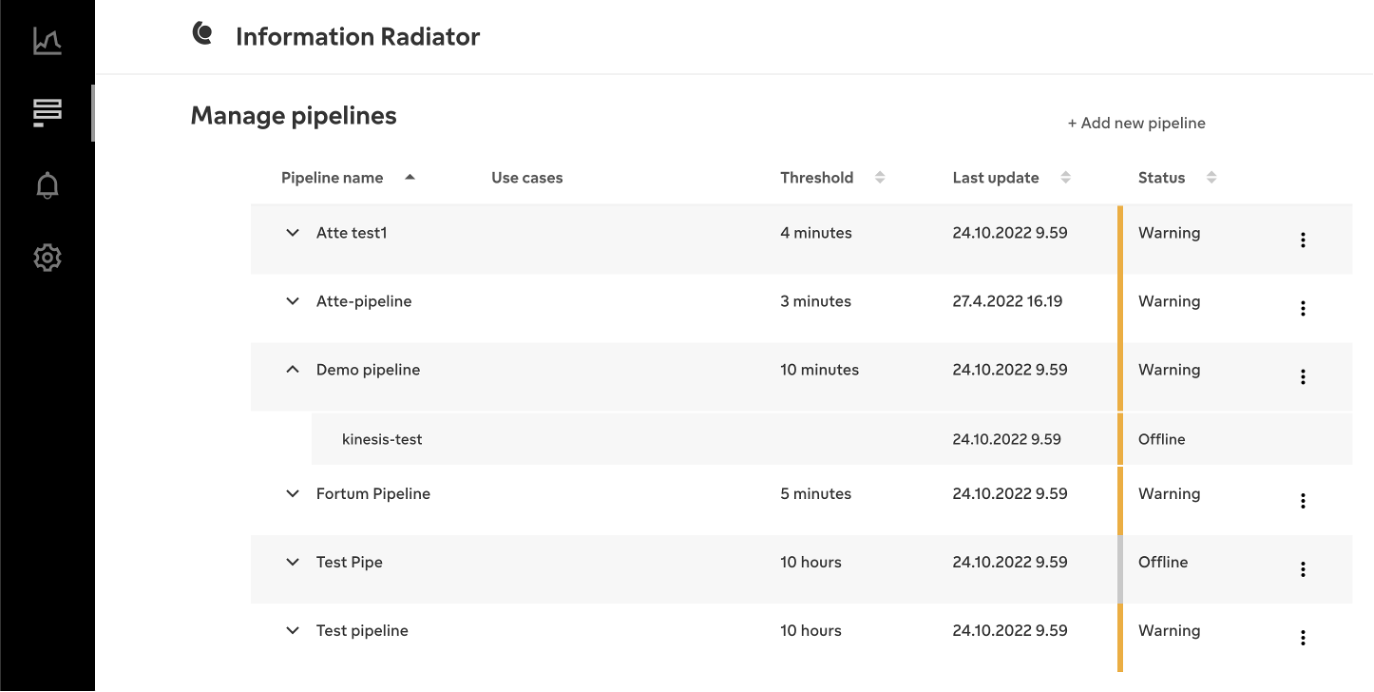 Information Radiator
Manage pipelines
+ Add new pipeline
Pipeline name Use cases Threshold Last update Status
Atte test1 4 minutes 24.10.2022 9.59 Warning
Atte-pipeline 3 minutes 27.4.2022 16.19 Warning
Demo pipeline 10 minutes 24.10.2022 9.59 Warning
kinesis-test 24.10.2022 9.59 Offline
Fortum Pipeline 5 minutes 24.10.2022 9.59 Warning
Test Pipe 10 hours 24.10.2022 9.59 Offline
Test pipeline 10 hours 24.10.2022 9.59 Warning